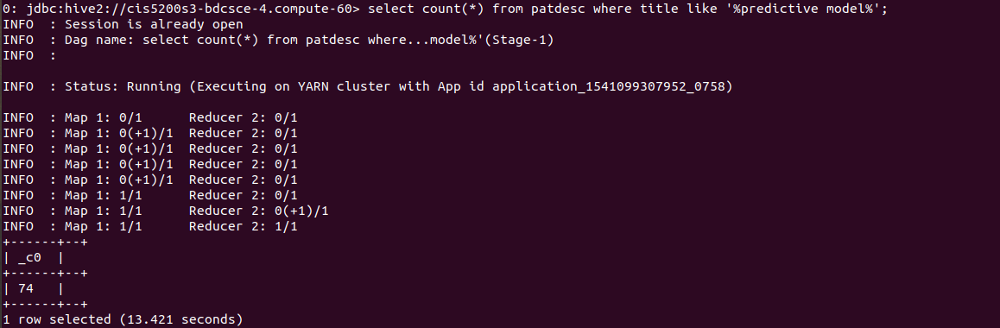 0: jdbc:hive2://cis5200s3-bdcsce-4.compute-60> select count(*) from patdesc where title like '%predictive model%';
INFO  : Session is already open
INFO  : Dag name: select count(*) from patdesc where...model%'(Stage-1)
INFO  :
INFO  : Status: Running (Executing on YARN cluster with App id application_1541099307952_0758)
INFO  : Map 1: 0/1      Reducer 2: 0/1
INFO  : Map 1: 0(+1)/1  Reducer 2: 0/1
INFO  : Map 1: 0(+1)/1  Reducer 2: 0/1
INFO  : Map 1: 0(+1)/1  Reducer 2: 0/1
INFO  : Map 1: 0(+1)/1  Reducer 2: 0/1
INFO  : Map 1: 1/1      Reducer 2: 0/1
INFO  : Map 1: 1/1      Reducer 2: 0(+1)/1
INFO  : Map 1: 1/1      Reducer 2: 1/1
+------+--+
| _c0  |
+------+--+
| 74   |
+------+--+
1 row selected (13.421 seconds)